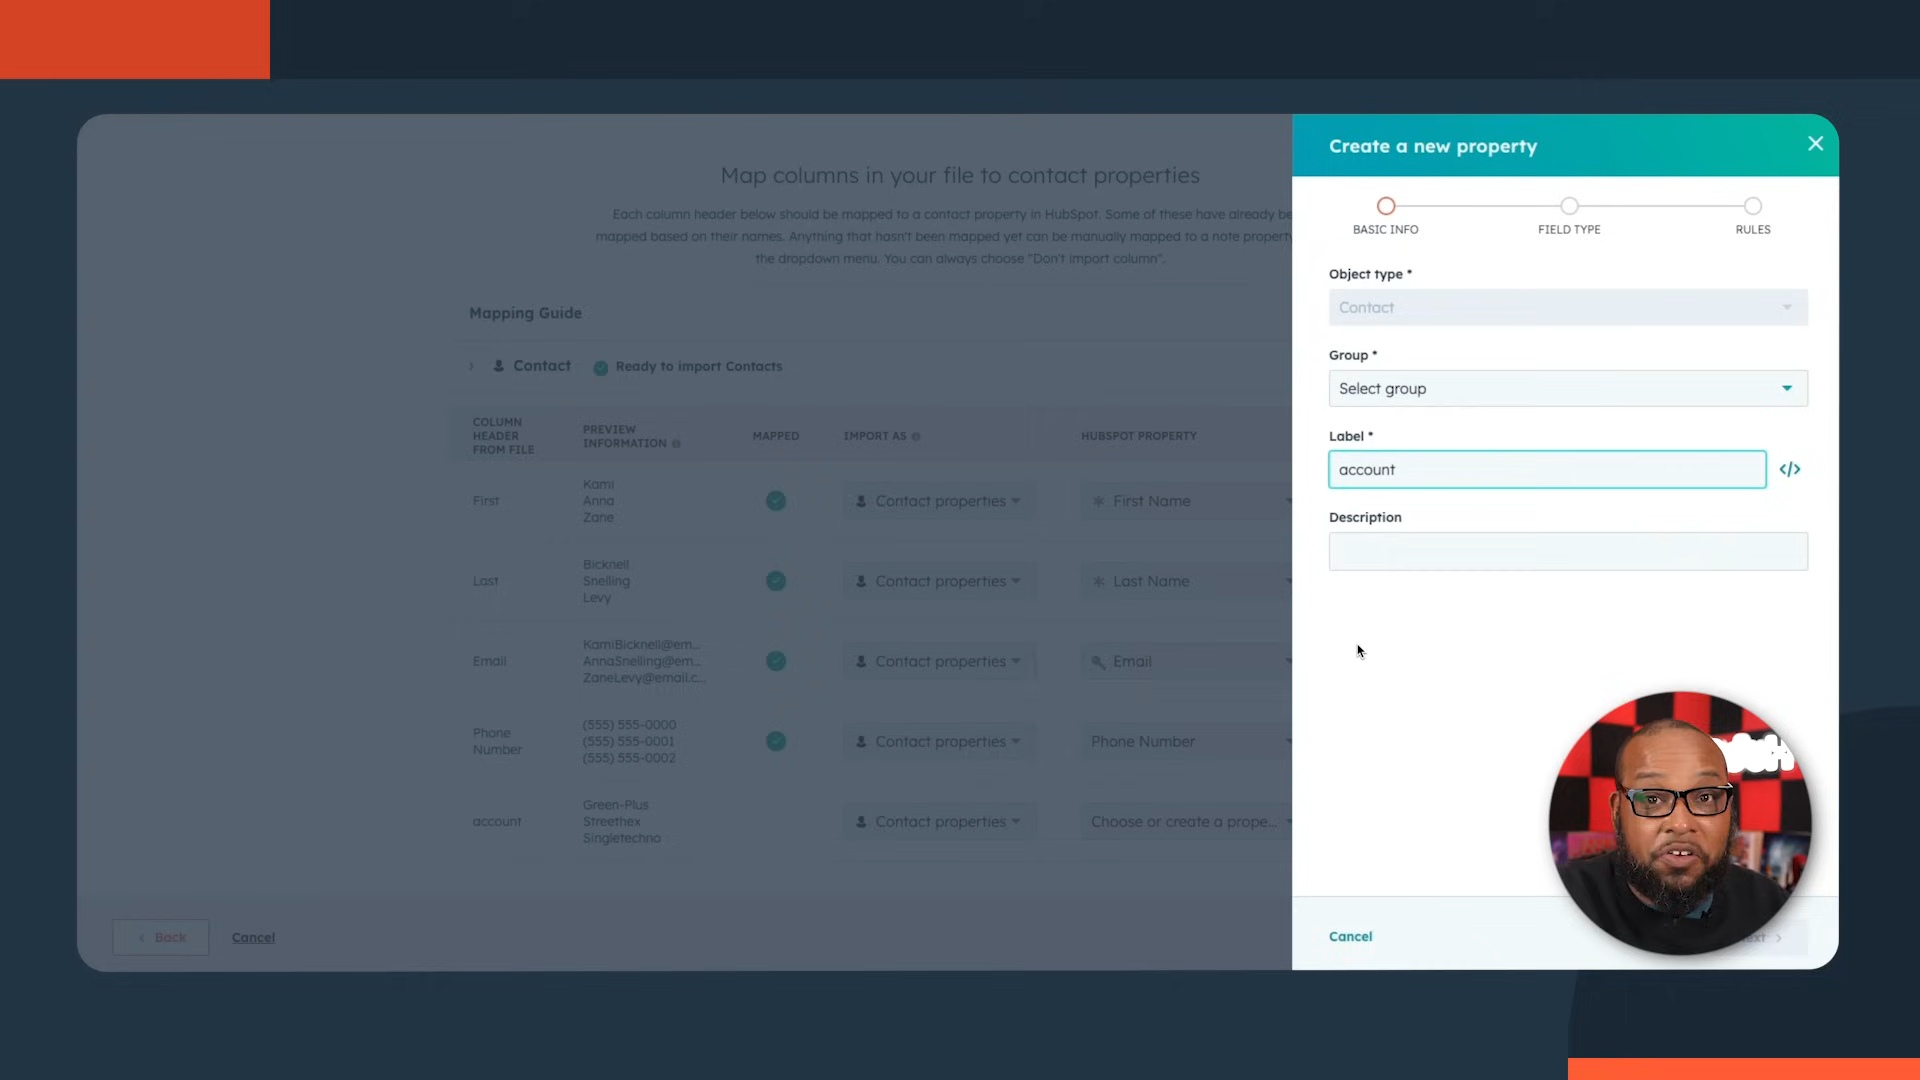 Map columns in your file to contact properties
Each column header below should be mapped to a contact property in HubSpot. Some of these have already be
mapped based on their names. Anything that hasn't been mapped yet can be manually mapped to a note property
the dropdown menu. You can always choose "Don't import column".
Mapping Guide
Contact Ready to import Contacts
COLUMN HEADER FROM FILE
PREVIEW INFORMATION
MAPPED
IMPORT AS
HUBSPOT PROPERTY
First
Kami
Anna
Zane
Contact properties
First Name
Last
Bicknell
Snelling
Levy
Contact properties
Last Name
Email
KamiBicknell@em...
AnnaSnelling@em...
ZaneLevy@email.c...
Contact properties
Email
Phone
Number
(555) 555-0000
(555) 555-0001
(555) 555-0002
Contact properties
Phone Number
account
Green-Plus
Streethex
Singletechno
Contact properties
Choose or create a prope...
Back
Cancel
Create a new property
BASIC INFO
FIELD TYPE
RULES
Object type *
Contact
Group *
Select group
Label *
account
</>
Description
Cancel